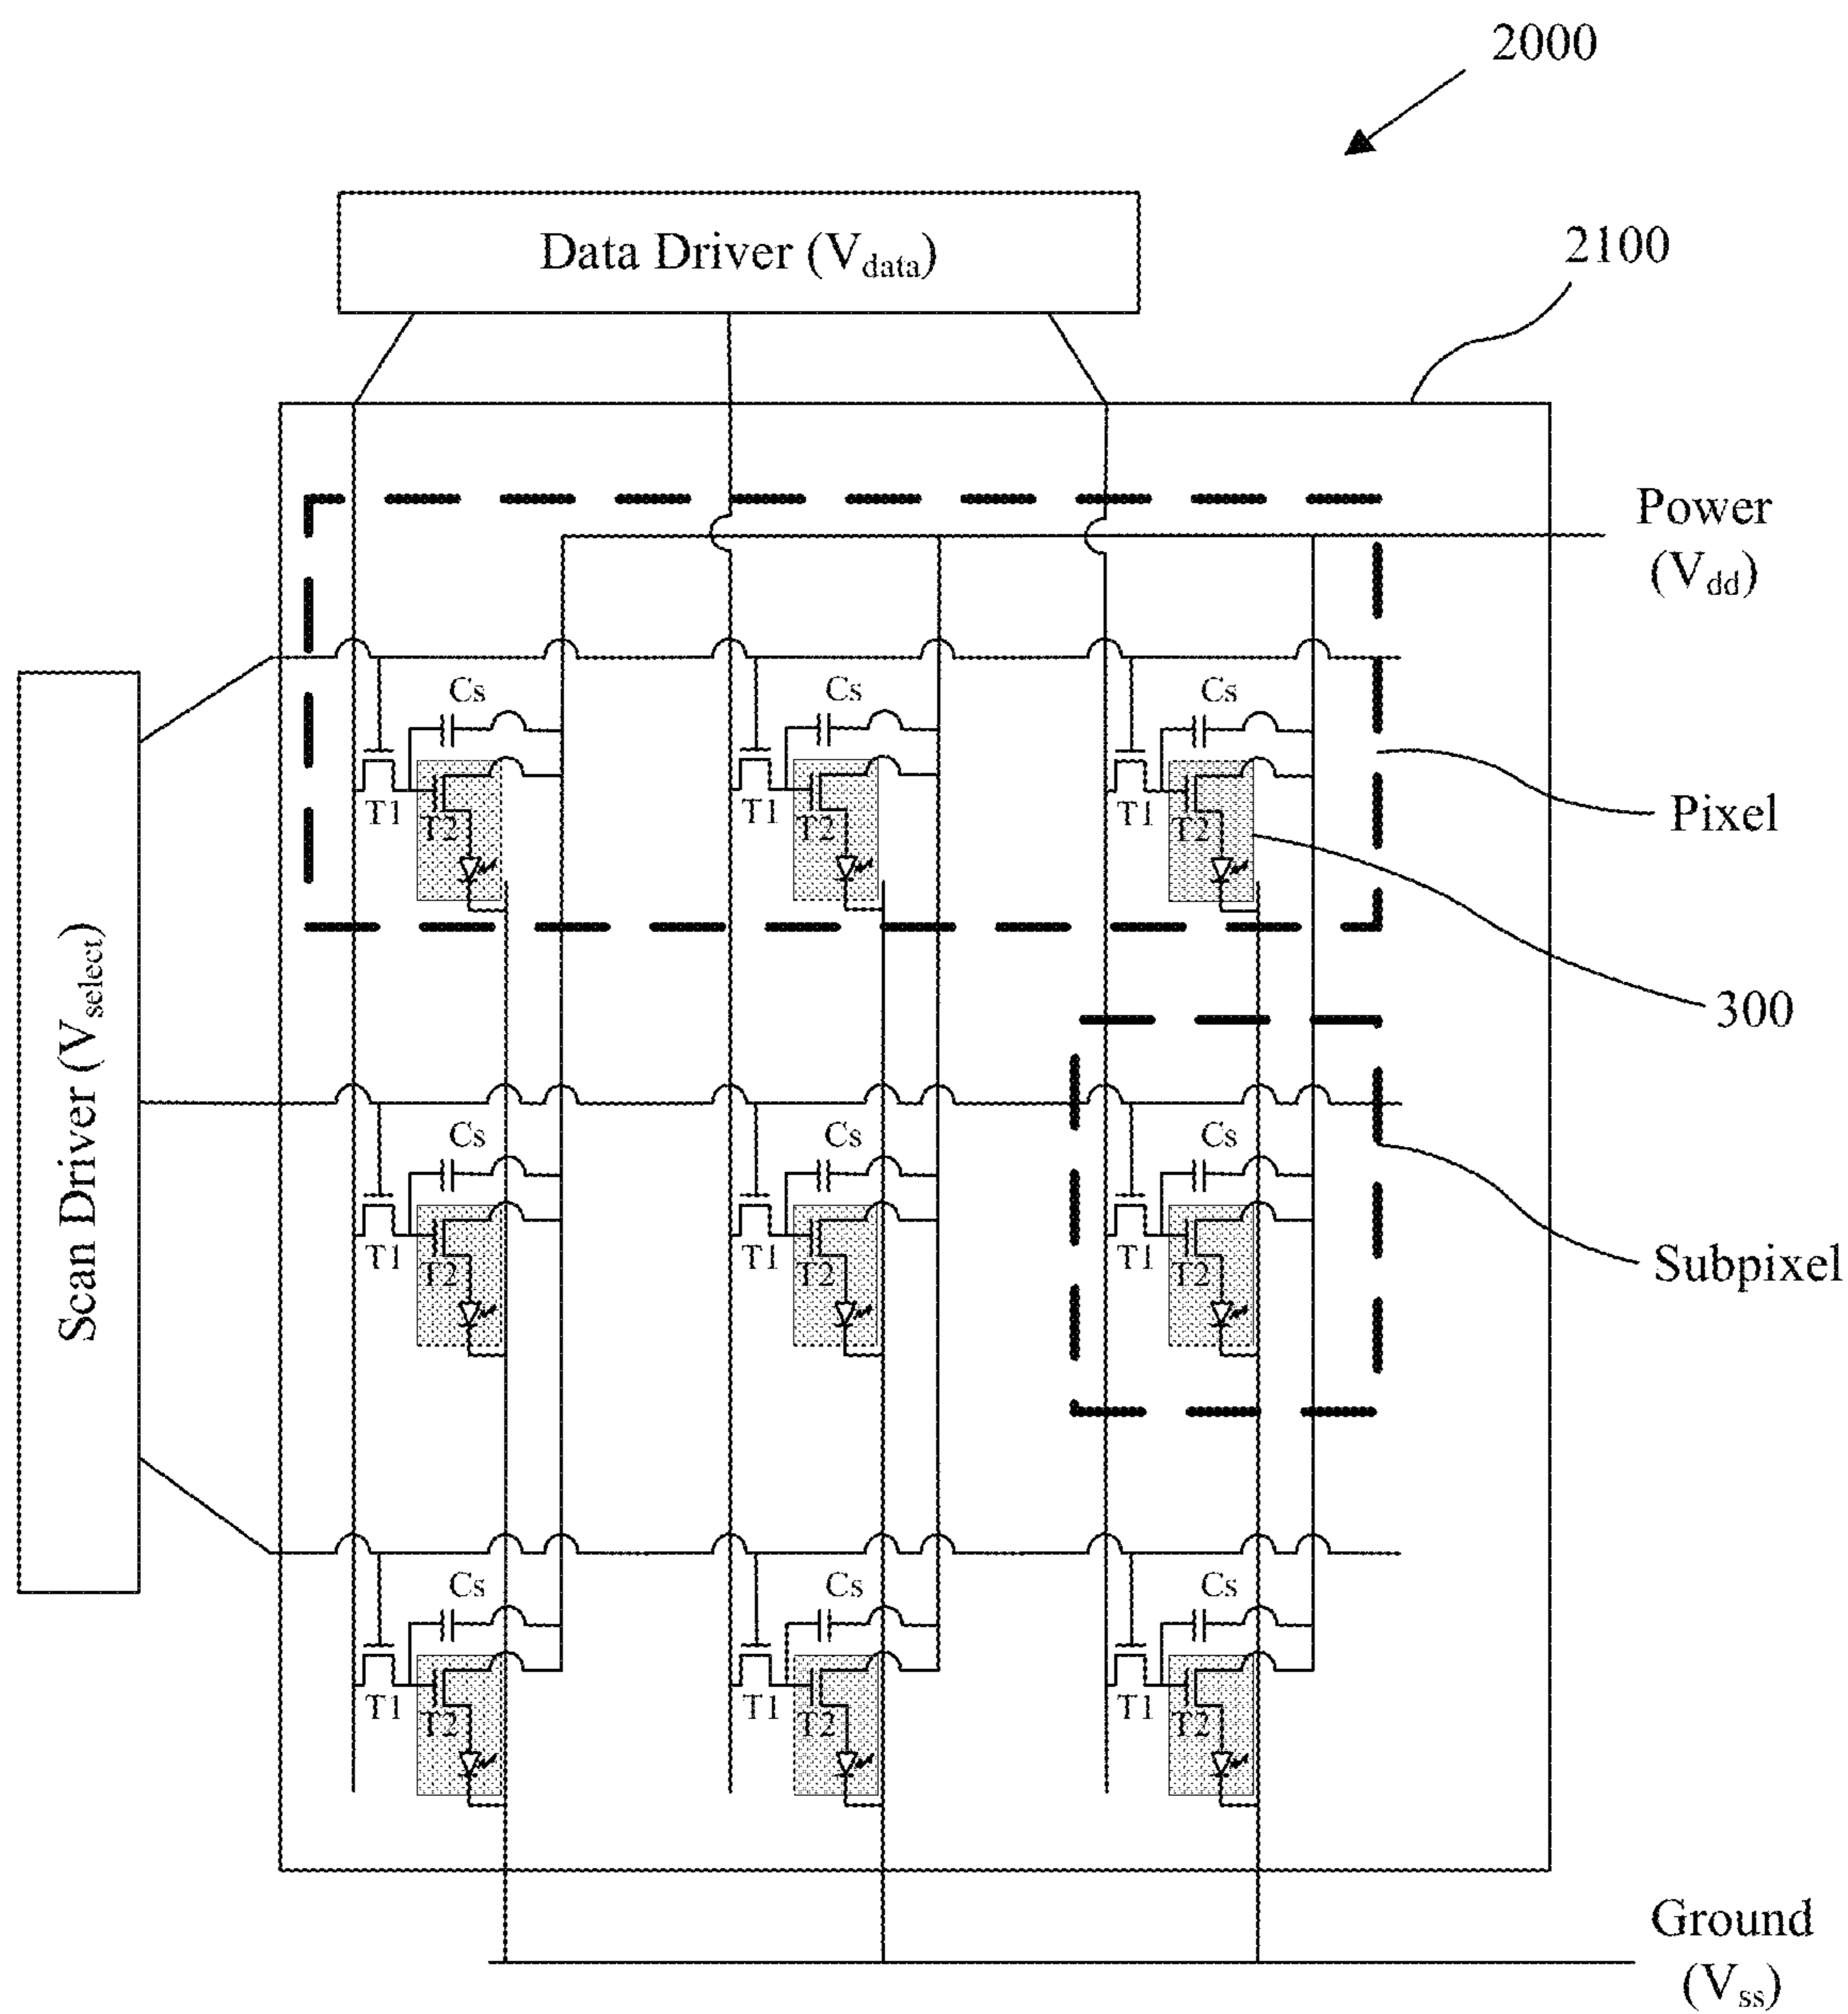 2000
Data Driver (Vdata)
2100
Power
(Vdd)
Cs Cs Cs
T1 T2 T1 T2 T1 T2
Pixel
300
Scan Driver (Vselect)
Cs Cs Cs
T1 T2 T1 T2 T1 T2
Subpixel
Cs Cs Cs
T1 T2 T1 T2 T1 T2
Ground
(Vss)